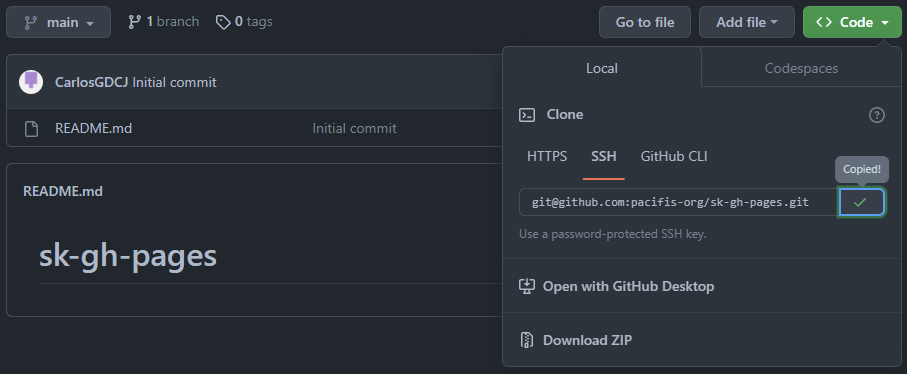 main 1 branch 0 tags Go to file Add file Code
Local Codespaces
CarlosGDCJ Initial commit
Clone
README.md Initial commit
HTTPS SSH GitHub CLI
Copied!
README.md
git@github.com:pacifis-org/sk-gh-pages.git
Use a password-protected SSH key.
sk-gh-pages
Open with GitHub Desktop
Download ZIP